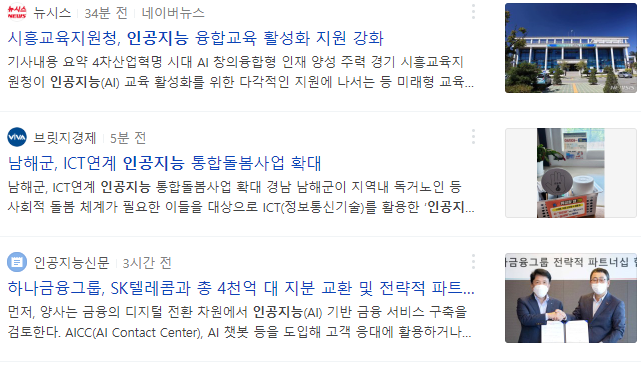 뉴시스 34분 전 네이버뉴스
시흥교육지원청, 인공지능 융합교육 활성화 지원 강화
기사내용 요약 4차산업혁명 시대 AI 창의융합형 인재 양성 주력 경기 시흥교육지
원청이 인공지능(AI) 교육 활성화를 위한 다각적인 지원에 나서는 등 미래형 교육...
VIVA 브릿지경제 5분 전
남해군, ICT연계 인공지능 통합돌봄사업 확대
남해군, ICT연계 인공지능 통합돌봄사업 확대 경남 남해군이 지역내 독거노인 등
사회적 돌봄 체계가 필요한 이들을 대상으로 ICT(정보통신기술)를 활용한 '인공지...
인공지능신문 3시간 전
하나금융그룹, SK텔레콤과 총 4천억 대 지분 교환 및 전략적 파트...
나금융그룹 전략적 파트너십 협
먼저, 양사는 금융의 디지털 전환 차원에서 인공지능(AI) 기반 금융 서비스 구축을
검토한다. AICC(AI Contact Center), AI 챗봇 등을 도입해 고객 응대에 활용하거나...